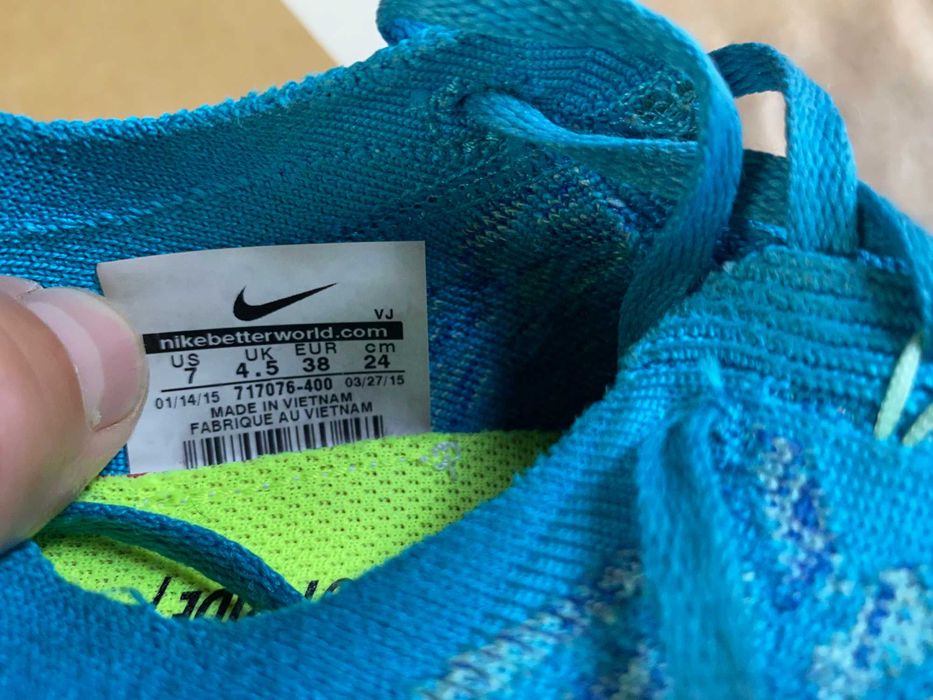 VJ
nikebetterworld.com
US UK EUR cm
7 4.5 38 24
01/14/15 717076-400 03/27/15
MADE IN VIETNAM
FABRIQUE AU VIETNAM